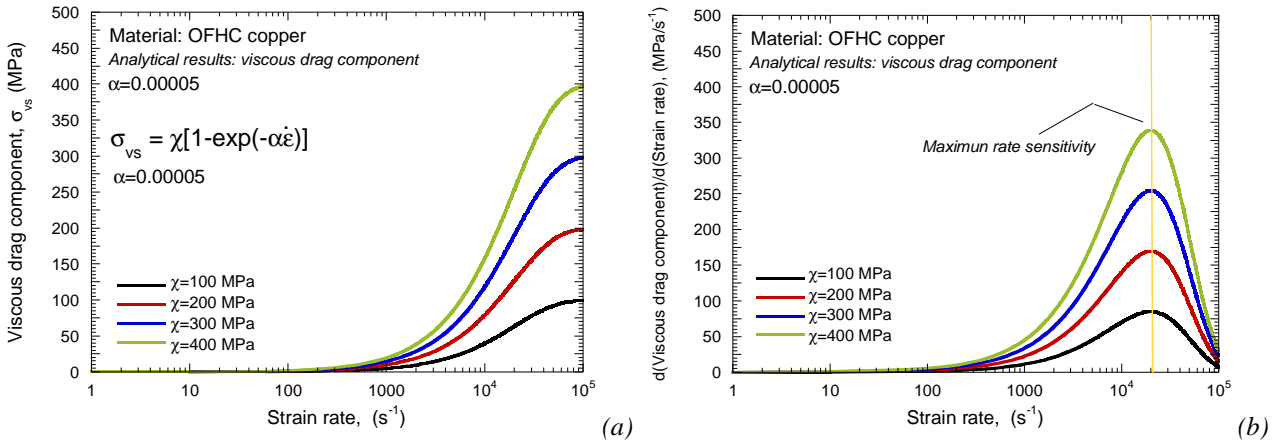 500
450
400
350
300
250
200
150
100
50
0
Viscous drag component, σvs (MPa)
Material: OFHC copper
Analytical results: viscous drag component
α=0.00005
σvs = χ[1-exp(-αε̇)]
α=0.00005
χ=100 MPa
χ=200 MPa
χ=300 MPa
χ=400 MPa
1 10 100 1000 10⁴ 10⁵
Strain rate, (s⁻¹)
(a)
500
450
400
350
300
250
200
150
100
50
0
d(Viscous drag component)/d(Strain rate), (MPa/s⁻¹)
Material: OFHC copper
Analytical results: viscous drag component
α=0.00005
Maximun rate sensitivity
χ=100 MPa
χ=200 MPa
χ=300 MPa
χ=400 MPa
1 10 100 1000 10⁴ 10⁵
Strain rate, (s⁻¹)
(b)